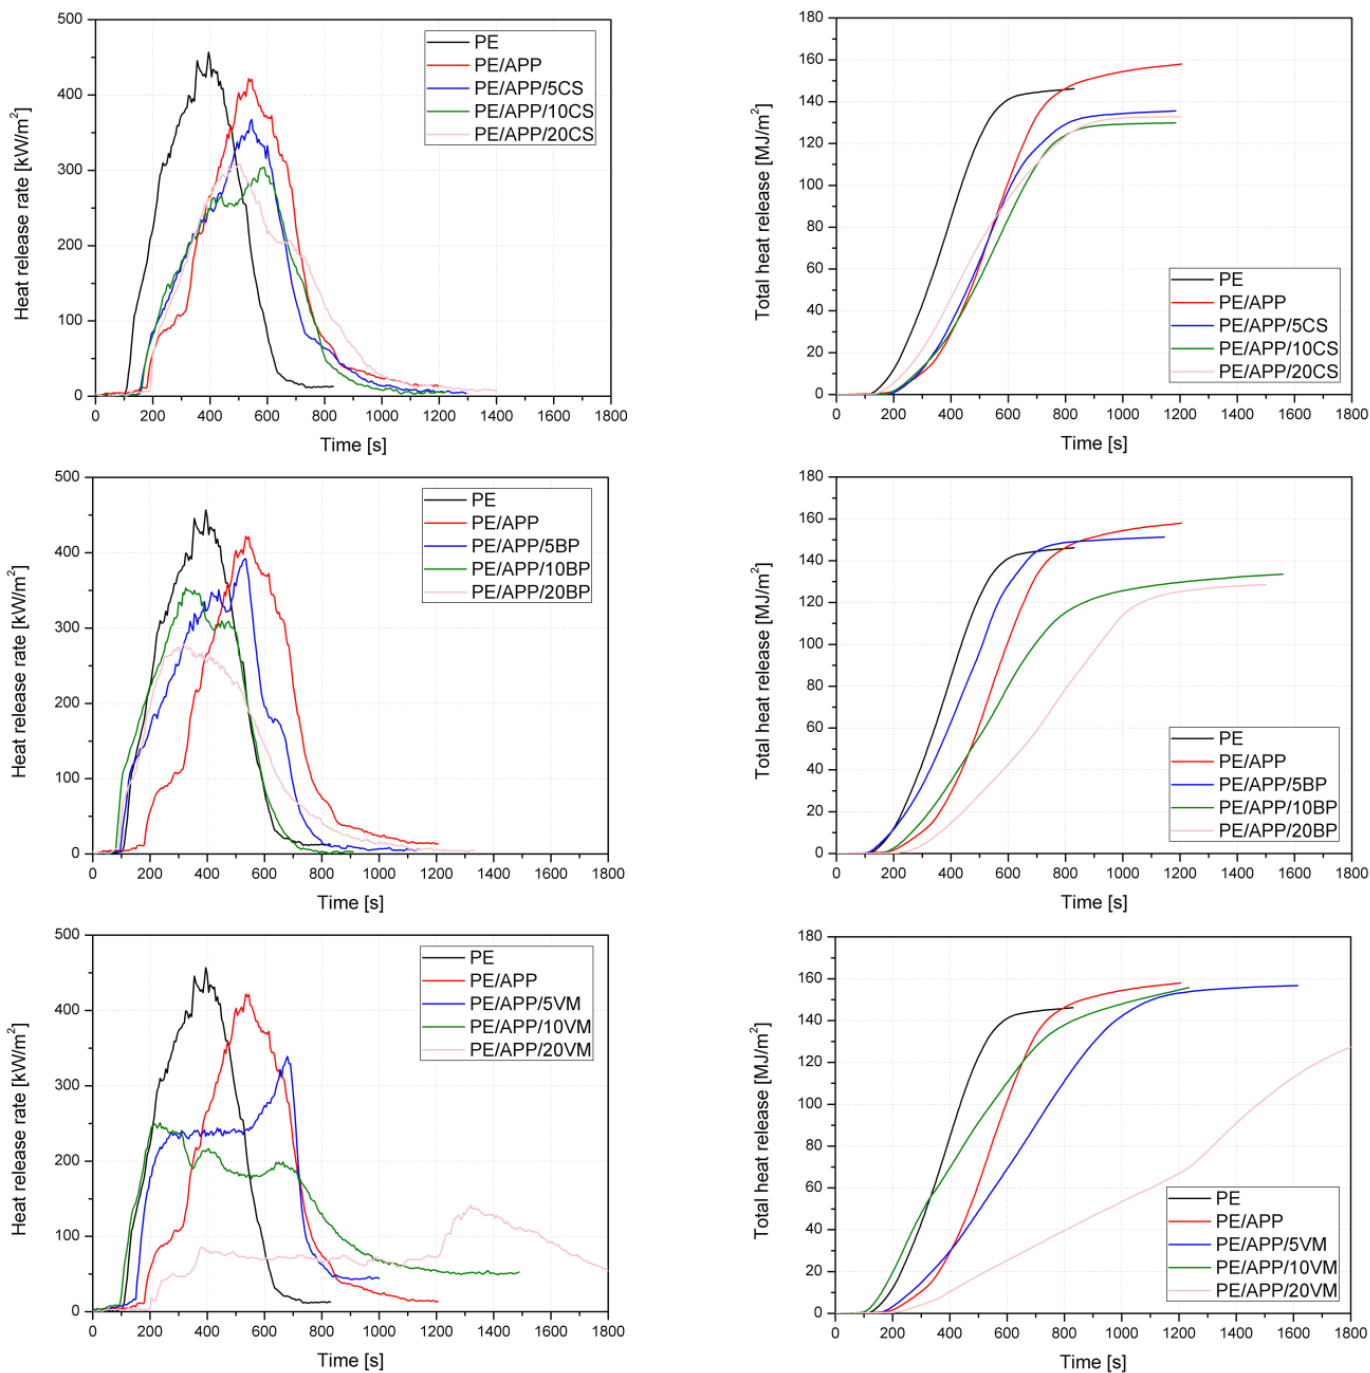 500
400
300
200
100
0
Heat release rate [kW/m²]
0 200 400 600 800 1000 1200 1400 1600 1800
Time [s]
PE
PE/APP
PE/APP/5CS
PE/APP/10CS
PE/APP/20CS
180
160
140
120
100
80
60
40
20
0
Total heat release [MJ/m²]
0 200 400 600 800 1000 1200 1400 1600 1800
Time [s]
PE
PE/APP
PE/APP/5CS
PE/APP/10CS
PE/APP/20CS
500
400
300
200
100
0
Heat release rate [kW/m²]
0 200 400 600 800 1000 1200 1400 1600 1800
Time [s]
PE
PE/APP
PE/APP/5BP
PE/APP/10BP
PE/APP/20BP
180
160
140
120
100
80
60
40
20
0
Total heat release [MJ/m²]
0 200 400 600 800 1000 1200 1400 1600 1800
Time [s]
PE
PE/APP
PE/APP/5BP
PE/APP/10BP
PE/APP/20BP
500
400
300
200
100
0
Heat release rate [kW/m²]
0 200 400 600 800 1000 1200 1400 1600 1800
Time [s]
PE
PE/APP
PE/APP/5VM
PE/APP/10VM
PE/APP/20VM
180
160
140
120
100
80
60
40
20
0
Total heat release [MJ/m²]
0 200 400 600 800 1000 1200 1400 1600 1800
Time [s]
PE
PE/APP
PE/APP/5VM
PE/APP/10VM
PE/APP/20VM